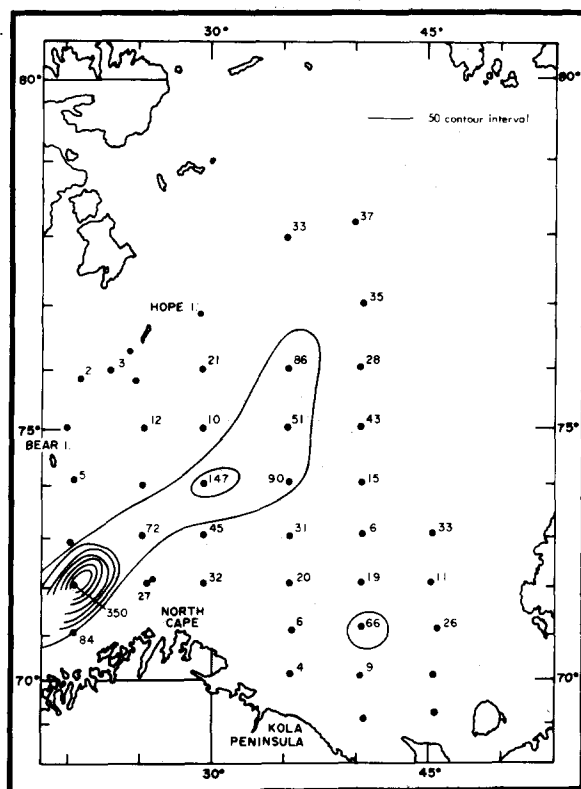 30° 45°
80° 80°
50 contour interval
37
33
HOPE I.
35
3 21 86 28
2
75° 12 10 51 43 75°
BEAR I.
5 147 90 15
72 45 31 6 33
350 27 32 20 19 11
84 NORTH
CAPE 6 66 26
70° 4 9 70°
KOLA
PENINSULA
30° 45°